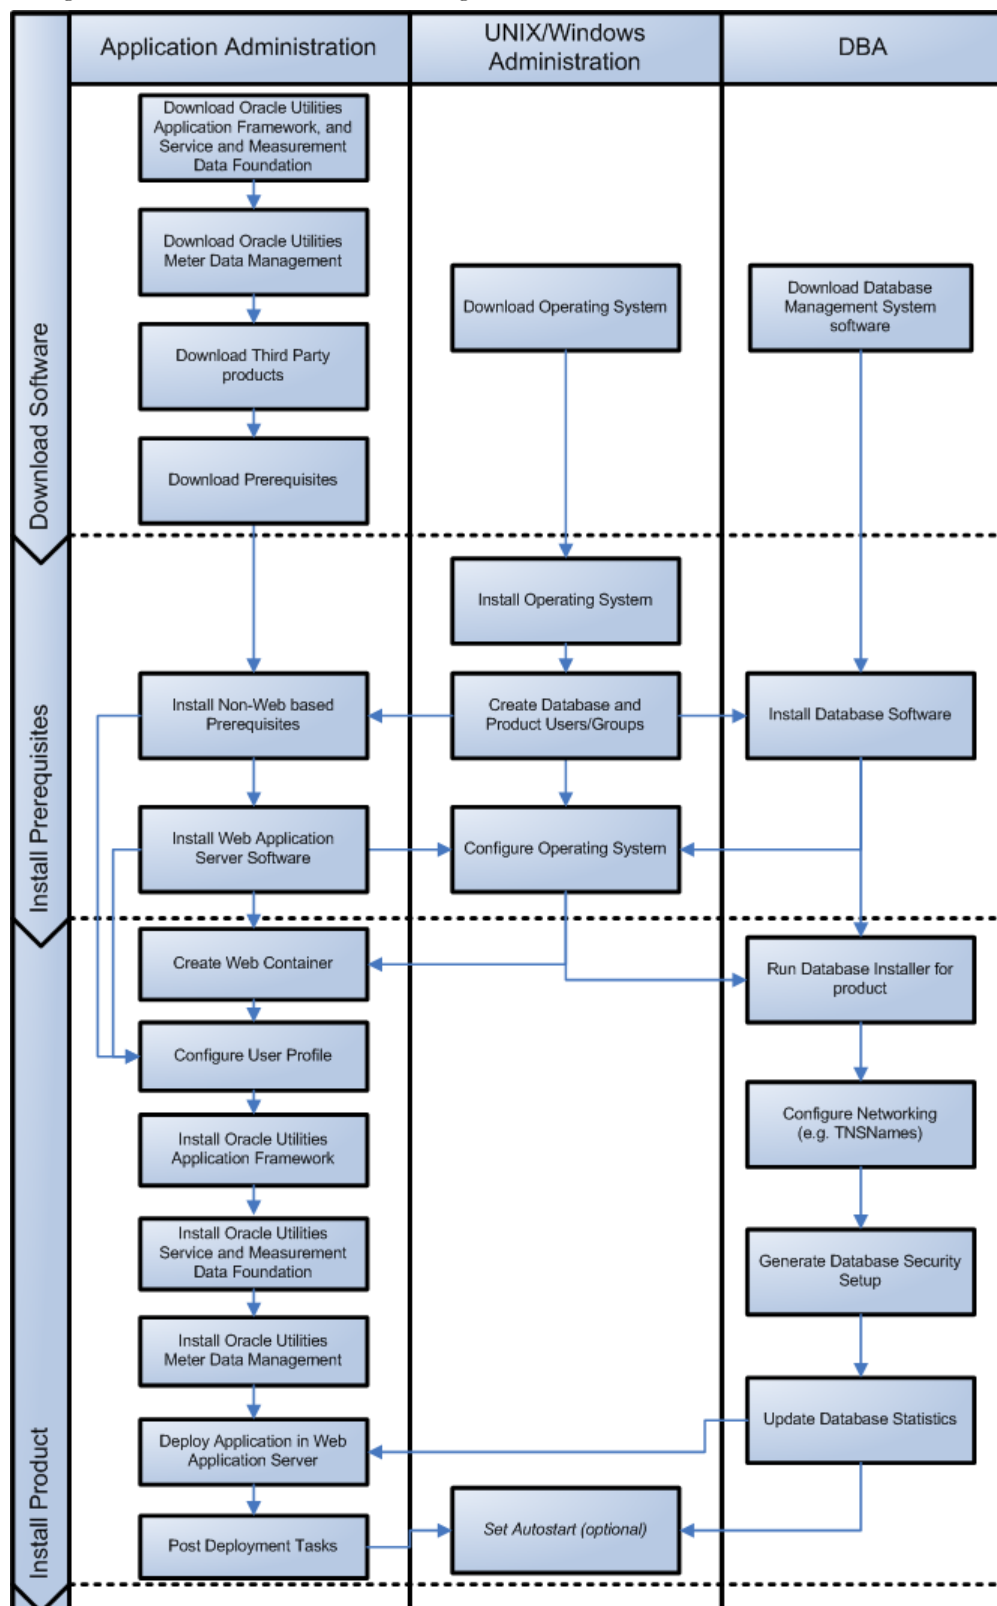 Application Administration
UNIX/Windows
Administration
DBA
Download Software
Download Oracle Utilities
Application Framework, and
Service and Measurement
Data Foundation
Download Oracle Utilities
Meter Data Management
Download Third Party
products
Download Prerequisites
Download Operating System
Download Database
Management System
software
Install Prerequisites
Install Operating System
Install Non-Web based
Prerequisites
Create Database and
Product Users/Groups
Install Database Software
Install Web Application
Server Software
Configure Operating System
Install Product
Create Web Container
Run Database Installer for
product
Configure User Profile
Configure Networking
(e.g. TNSNames)
Install Oracle Utilities
Application Framework
Install Oracle Utilities
Service and Measurement
Data Foundation
Generate Database Security
Setup
Install Oracle Utilities
Meter Data Management
Update Database Statistics
Deploy Application in Web
Application Server
Post Deployment Tasks
Set Autostart (optional)